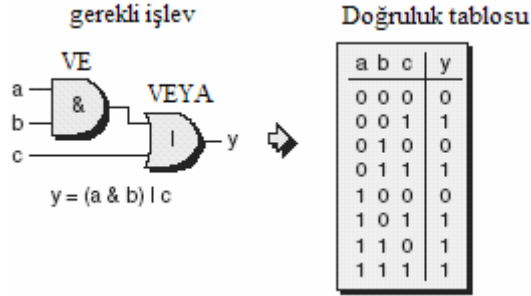 gerekli işlev
VE
a
&
b
VEYA
c
|
y
y = (a & b) | c
Doğruluk tablosu
a b c y
0 0 0 0
0 0 1 1
0 1 0 0
0 1 1 1
1 0 0 0
1 0 1 1
1 1 0 1
1 1 1 1